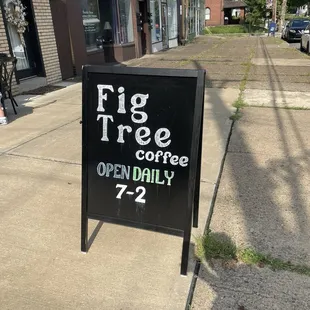 Fig
Tree
coffee
OPEN DAILY
7-2